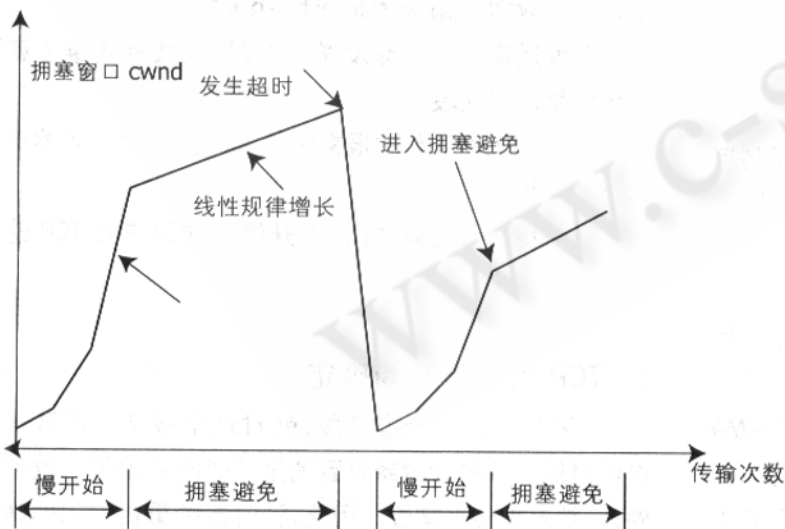 拥塞窗口 cwnd
发生超时
进入拥塞避免
线性规律增长
传输次数
慢开始
拥塞避免
慢开始
拥塞避免
www.c-s